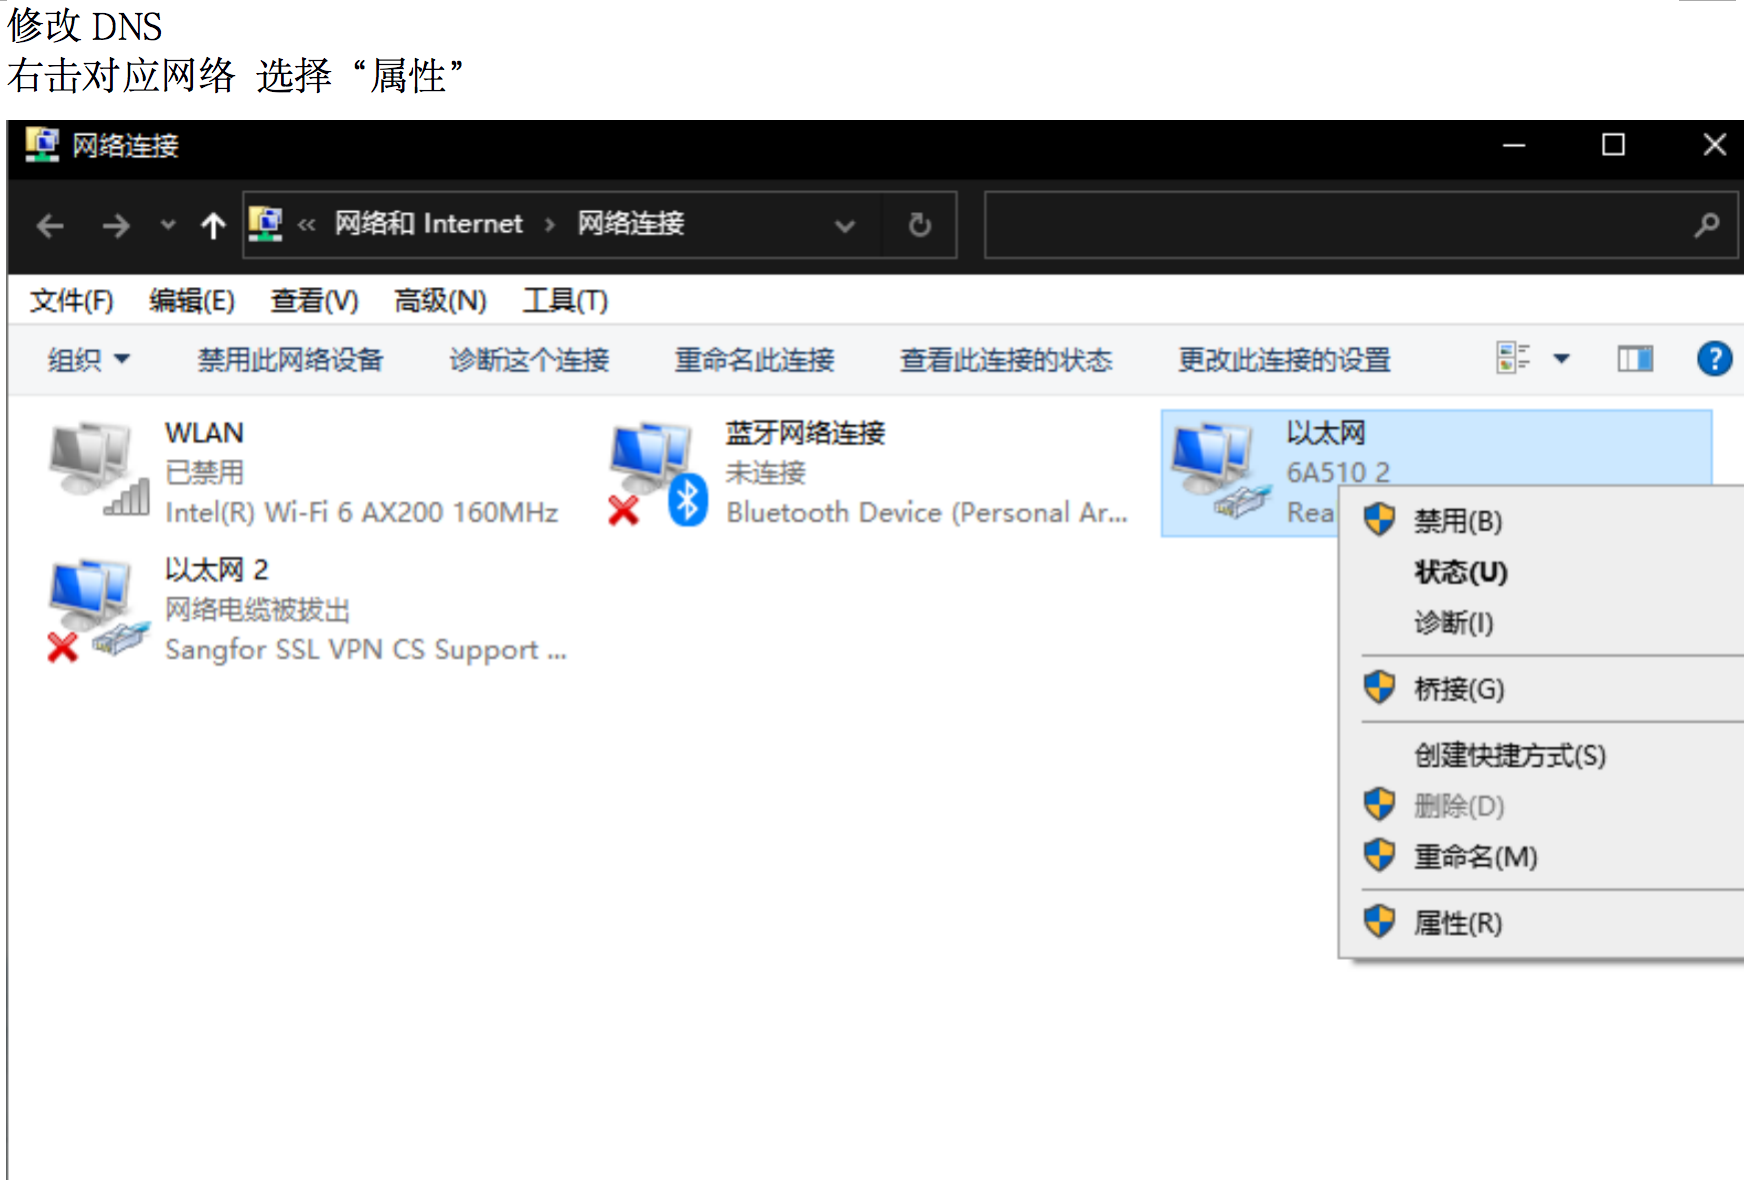 修改 DNS
右击对应网络 选择“属性”
网络连接
« 网络和 Internet › 网络连接
文件(F) 编辑(E) 查看(V) 高级(N) 工具(T)
组织 禁用此网络设备 诊断这个连接 重命名此连接 查看此连接的状态 更改此连接的设置
WLAN
已禁用
Intel(R) Wi-Fi 6 AX200 160MHz
蓝牙网络连接
未连接
Bluetooth Device (Personal Ar...
以太网
6A510 2
Rea
以太网 2
网络电缆被拔出
Sangfor SSL VPN CS Support ...
禁用(B)
状态(U)
诊断(I)
桥接(G)
创建快捷方式(S)
删除(D)
重命名(M)
属性(R)